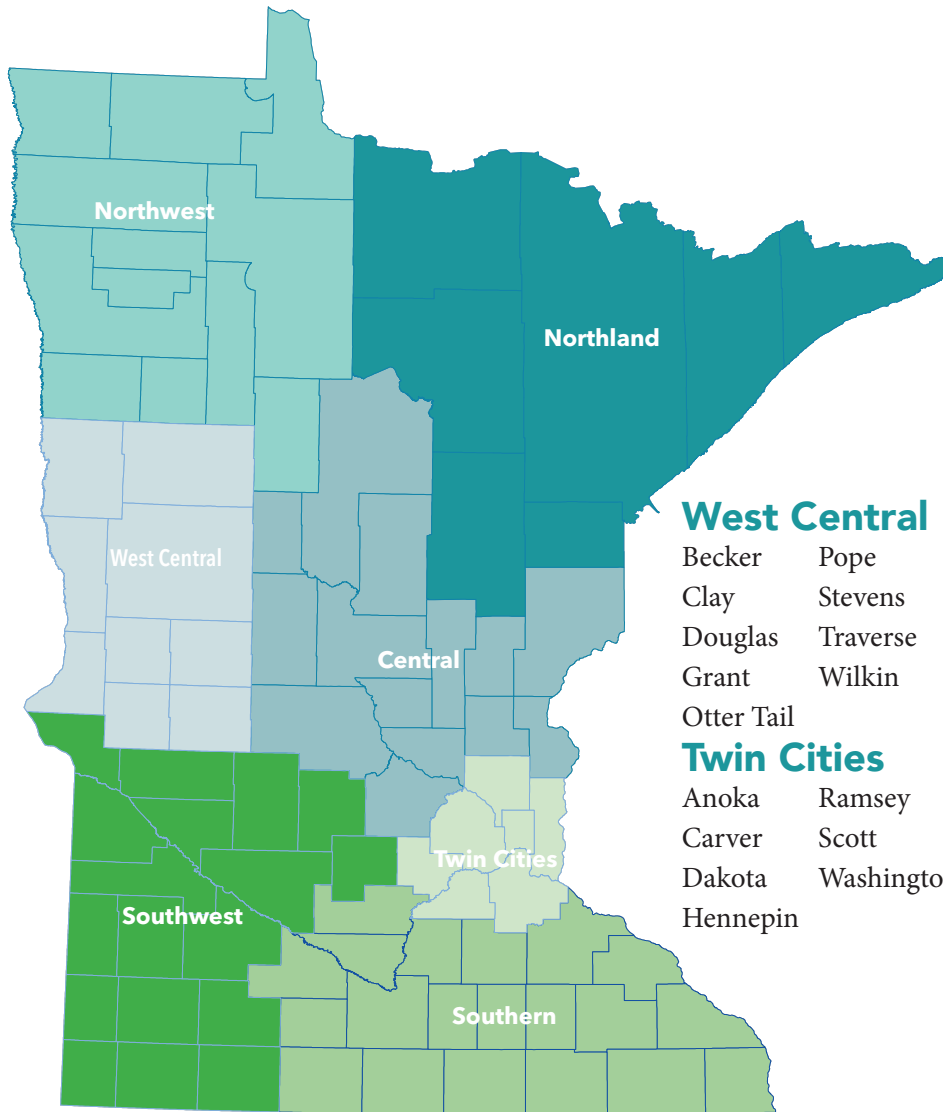 Northwest
Northland
West Central
Central
Twin Cities
Southwest
Southern
West Central
Becker Pope
Clay Stevens
Douglas Traverse
Grant Wilkin
Otter Tail
Twin Cities
Anoka Ramsey
Carver Scott
Dakota Washingto
Hennepin